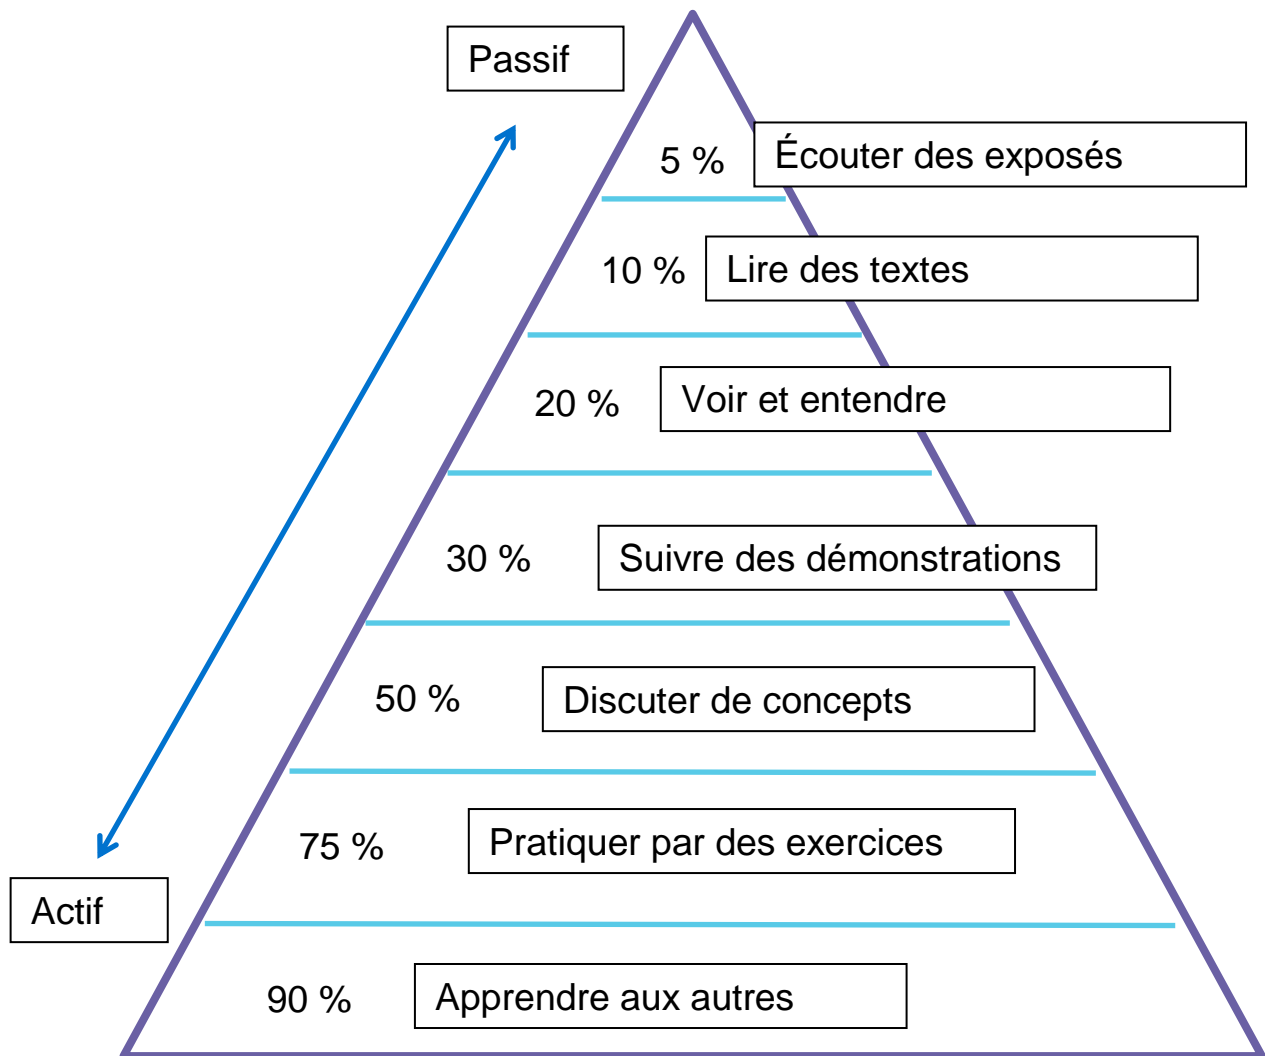 Passif
5 % Écouter des exposés
10 % Lire des textes
20 % Voir et entendre
30 % Suivre des démonstrations
50 % Discuter de concepts
75 % Pratiquer par des exercices
Actif
90 % Apprendre aux autres